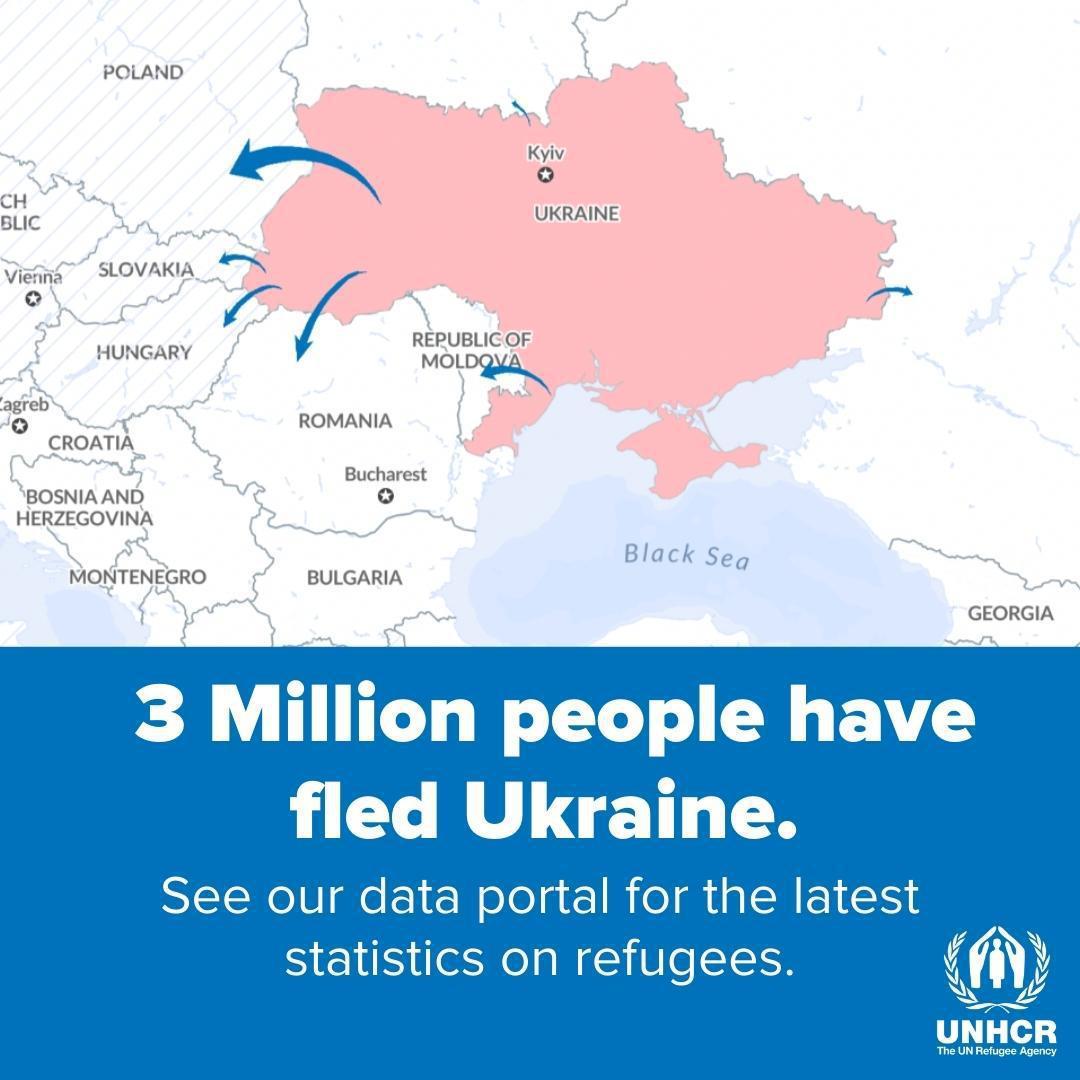 POLAND
Kyiv
UKRAINE
CH
BLIC
Vienna
SLOVAKIA
HUNGARY
REPUBLIC OF
MOLDOVA
Zagreb
CROATIA
ROMANIA
Bucharest
BOSNIA AND
HERZEGOVINA
MONTENEGRO
BULGARIA
Black Sea
GEORGIA
3 Million people have
fled Ukraine.
See our data portal for the latest
statistics on refugees.
UNHCR
The UN Refugee Agency